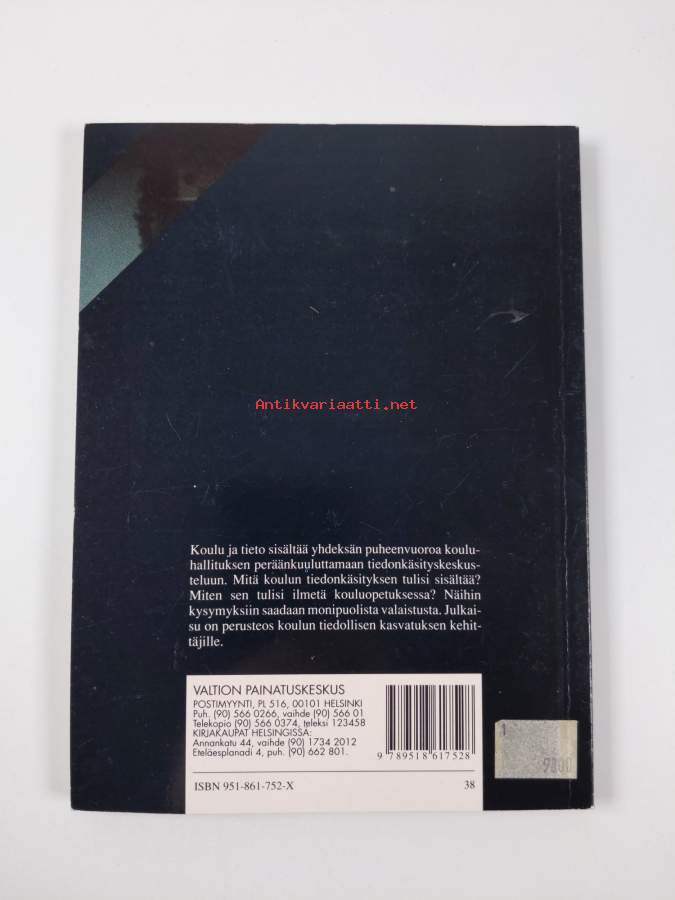 Antikvariaatti.net
Koulu ja tieto sisältää yhdeksän puheenvuoroa koulu-
hallituksen peräänkuuluttamaan tiedonkäsityskeskus-
teluun. Mitä koulun tiedonkäsityksen tulisi sisältää?
Miten sen tulisi ilmetä kouluopetuksessa? Näihin
kysymyksiin saadaan monipuolista valaistusta. Julkai-
su on perusteos koulun tiedollisen kasvatuksen kehit-
täjille.
VALTION PAINATUSKESKUS
POSTIMYYNTI, PL 516, 00101 HELSINKI
Puh. (90) 566 0266, vaihde (90) 566 01
Telekopio (90) 566 0374, teleksi 123458
KIRJAKAUPAT HELSINGISSÄ:
Annankatu 44, vaihde (90) 1734 2012
Eteläesplanadi 4, puh. (90) 662 801.
9 789518 617528
ISBN 951-861-752-X 38
1